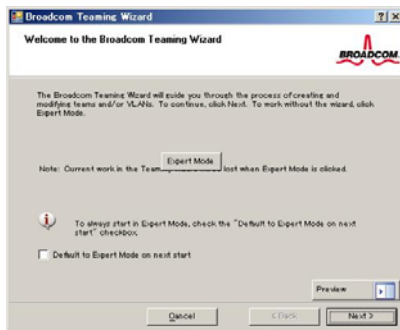 Broadcom Teaming Wizard
Welcome to the Broadcom Teaming Wizard
BROADCOM.
The Broadcom Teaming Wizard will guide you through the process of creating and
modifying teams and/or VLANs. To continue, click Next. To work without the wizard, click
Expert Mode.
Expert Mode
Note: Current work in the Team lost when Expert Mode is clicked.
To always start in Expert Mode, check the "Default to Expert Mode on next
start" checkbox.
Default to Expert Mode on next start
Preview
Cancel
< Back
Next >